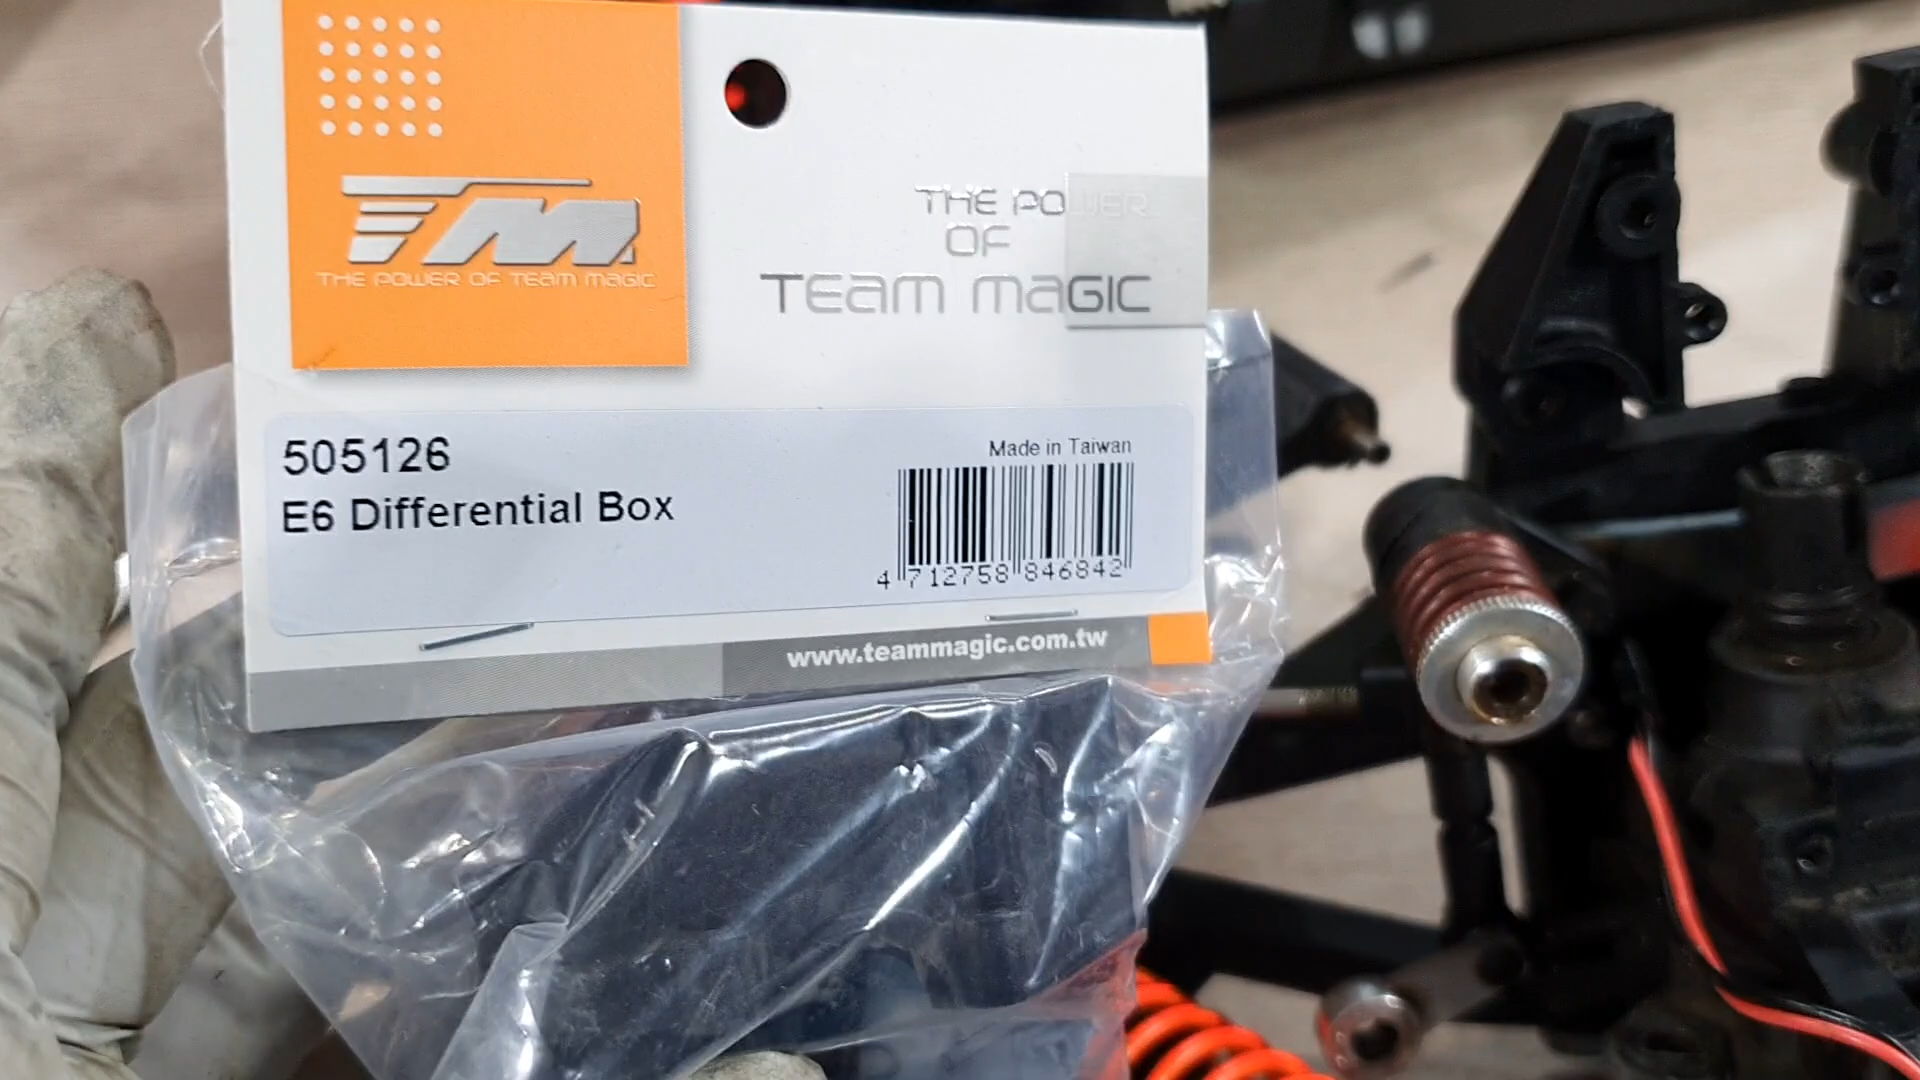 TM
THE POWER OF TEAM MAGIC
THE POWER
OF
TEAM MAGIC
505126
E6 Differential Box
Made in Taiwan
4 712758 846842
www.teammagic.com.tw